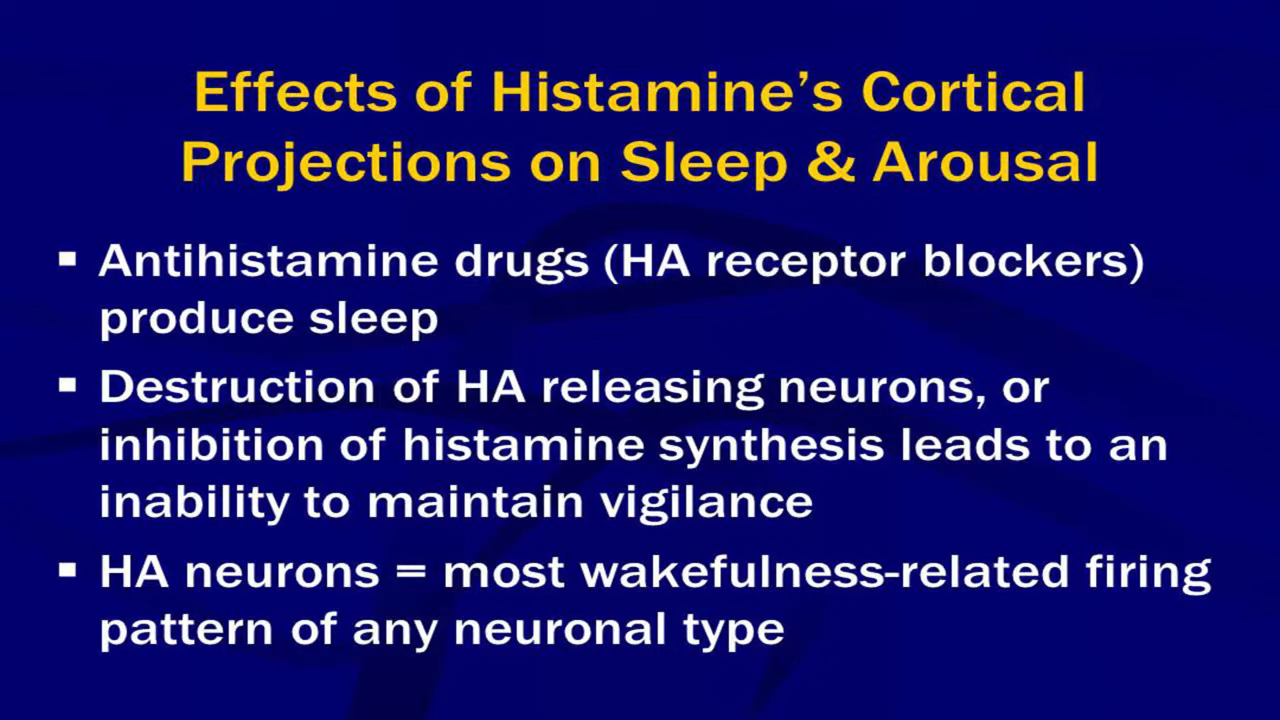 Effects of Histamine’s Cortical
Projections on Sleep & Arousal
▪ Antihistamine drugs (HA receptor blockers)
produce sleep
▪ Destruction of HA releasing neurons, or
inhibition of histamine synthesis leads to an
inability to maintain vigilance
▪ HA neurons = most wakefulness-related firing
pattern of any neuronal type